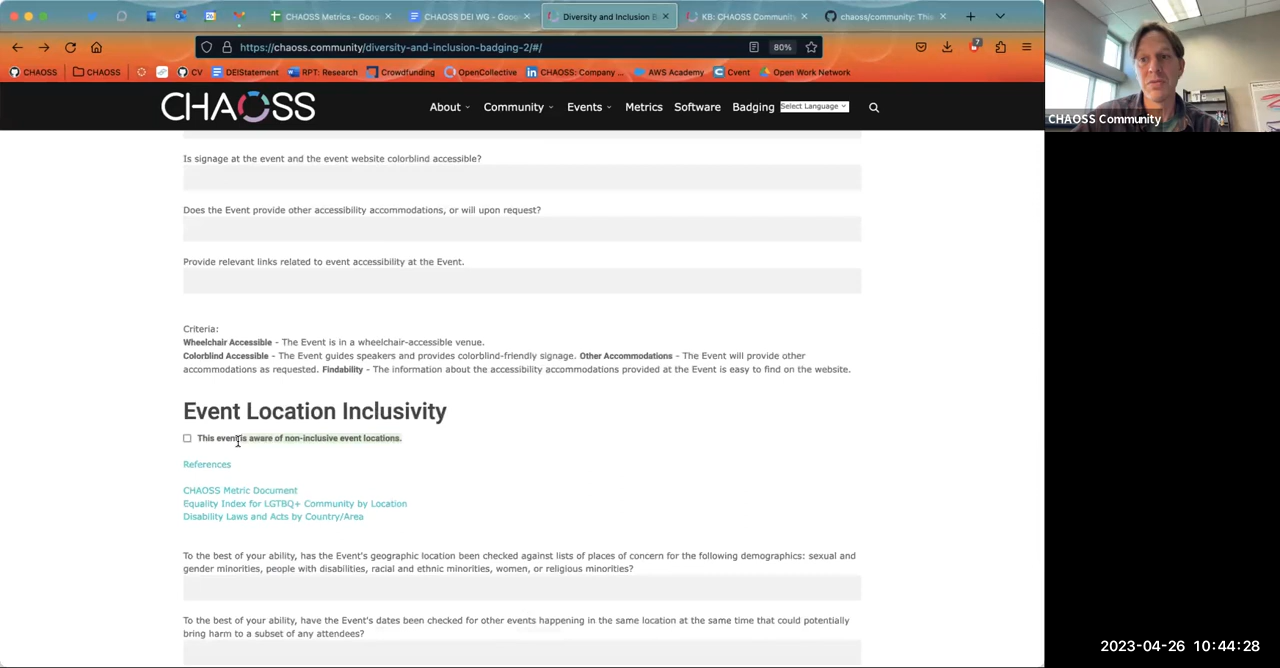 CHAOSS Metrics - Goog
CHAOSS DEI WG - Goog
Diversity and Inclusion B
KB: CHAOSS Community
chaoss/community: Thi
https://chaoss.community/diversity-and-inclusion-badging-2/#/
80%
7
CHAOSS
CHAOSS
CV
DEIStatement
RPT: Research
Crowdfunding
OpenCollective
CHAOSS: Company ...
AWS Academy
Cvent
Open Work Network
CHAOSS
About
Community
Events
Metrics
Software
Badging
Select Language
CHAOSS Community
Is signage at the event and the event website colorblind accessible?
Does the Event provide other accessibility accommodations, or will upon request?
Provide relevant links related to event accessibility at the Event.
Criteria:
Wheelchair Accessible - The Event is in a wheelchair-accessible venue.
Colorblind Accessible - The Event guides speakers and provides colorblind-friendly signage. Other Accommodations - The Event will provide other
accommodations as requested. Findability - The information about the accessibility accommodations provided at the Event is easy to find on the website.
Event Location Inclusivity
This event is aware of non-inclusive event locations.
References
CHAOSS Metric Document
Equality Index for LGTBQ+ Community by Location
Disability Laws and Acts by Country/Area
To the best of your ability, has the Event's geographic location been checked against lists of places of concern for the following demographics: sexual and
gender minorities, people with disabilities, racial and ethnic minorities, women, or religious minorities?
To the best of your ability, have the Event's dates been checked for other events happening in the same location at the same time that could potentially
bring harm to a subset of any attendees?
2023-04-26 10:44:28